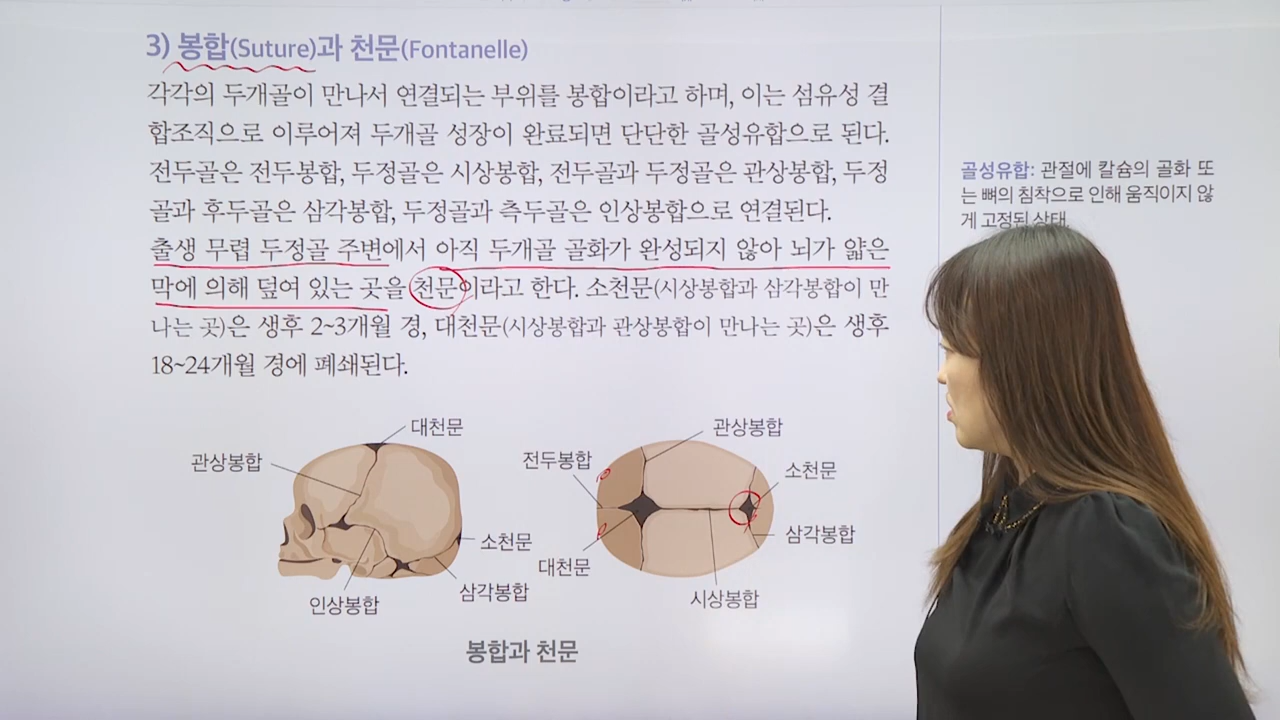 3) 봉합(Suture)과 천문(Fontanelle)
각각의 두개골이 만나서 연결되는 부위를 봉합이라고 하며, 이는 섬유성 결
합조직으로 이루어져 두개골 성장이 완료되면 단단한 골성유합으로 된다.
전두골은 전두봉합, 두정골은 시상봉합, 전두골과 두정골은 관상봉합, 두정
골과 후두골은 삼각봉합, 두정골과 측두골은 인상봉합으로 연결된다.
출생 무렵 두정골 주변에서 아직 두개골 골화가 완성되지 않아 뇌가 얇은
막에 의해 덮여 있는 곳을 천문이라고 한다. 소천문(시상봉합과 삼각봉합이 만
나는 곳)은 생후 2~3개월 경, 대천문(시상봉합과 관상봉합이 만나는 곳)은 생후
18~24개월 경에 폐쇄된다.
골성유합: 관절에 칼슘의 골화 또
는 뼈의 침착으로 인해 움직이지 않
게 고정된 상태
대천문
관상봉합
소천문
삼각봉합
인상봉합
관상봉합
전두봉합
소천문
삼각봉합
대천문
시상봉합
봉합과 천문